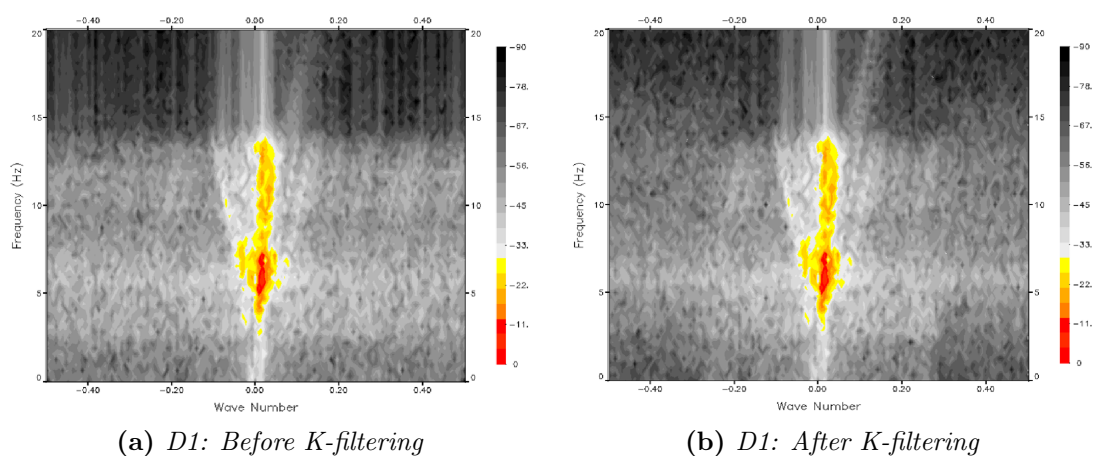 −0.40 −0.20 0.00 0.20 0.40
20 20
15 15
10 10
5 5
0 0
Frequency (Hz)
−0.40 −0.20 0.00 0.20 0.40
Wave Number
−90
−78.
−67.
−56.
−45
−33.
−22.
−11.
0
(a) D1: Before K-filtering
−0.40 −0.20 0.00 0.20 0.40
20 20
15 15
10 10
5 5
0 0
Frequency (Hz)
−0.40 −0.20 0.00 0.20 0.40
Wave Number
−90
−78.
−67.
−56.
−45
−33.
−22.
−11.
0
(b) D1: After K-filtering